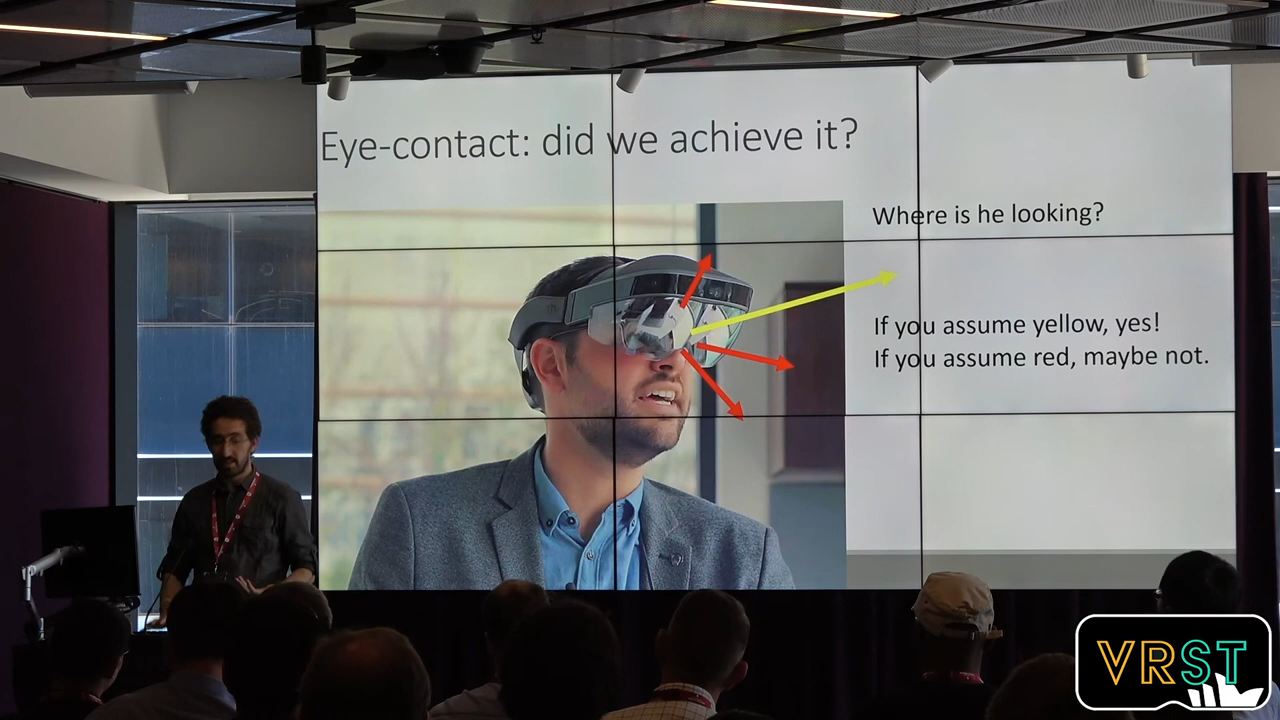 Eye-contact: did we achieve it?
Where is he looking?
If you assume yellow, yes!
If you assume red, maybe not.
VRST